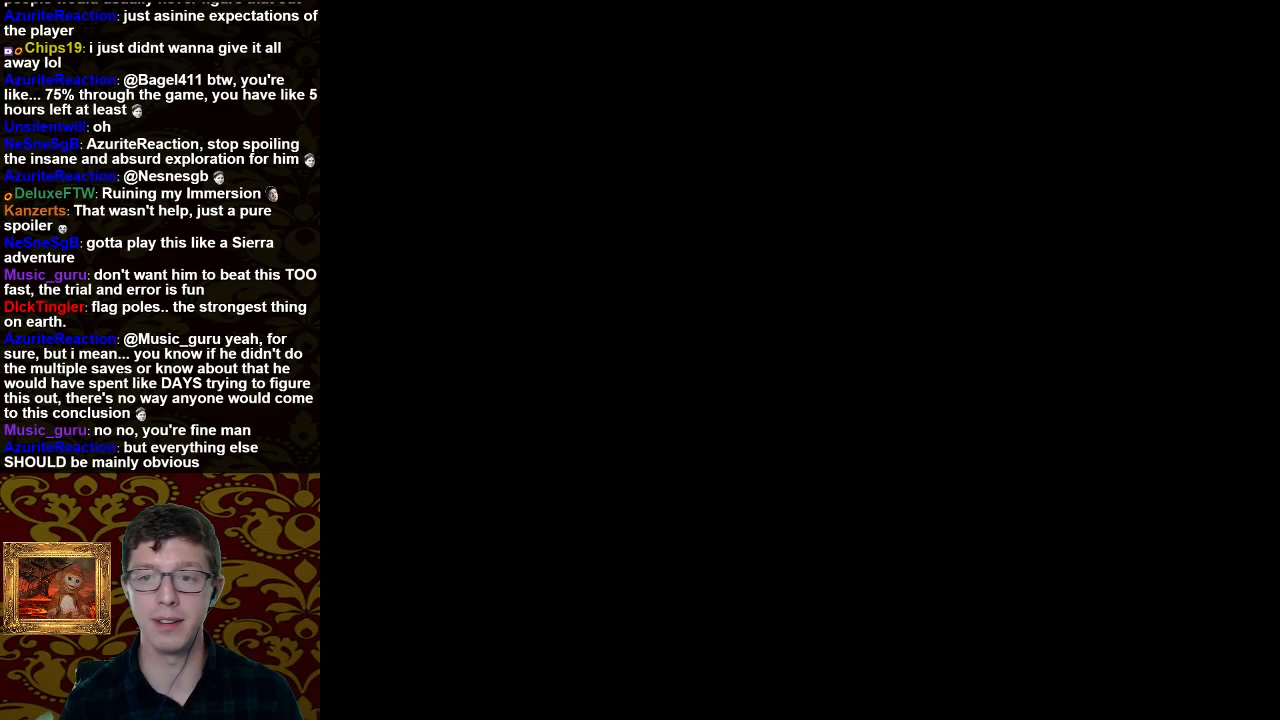 AzuriteReaction: just asinine expectations of
the player
Chips19: i just didnt wanna give it all
away lol
AzuriteReaction: @Bagel411 btw, you're
like... 75% through the game, you have like 5
hours left at least
Unsilentwill: oh
NeSneSgB: AzuriteReaction, stop spoiling
the insane and absurd exploration for him
AzuriteReaction: @Nesnesgb
DeluxeFTW: Ruining my Immersion
Kanzerts: That wasn't help, just a pure
spoiler
NeSneSgB: gotta play this like a Sierra
adventure
Music_guru: don't want him to beat this TOO
fast, the trial and error is fun
DIckTingler: flag poles.. the strongest thing
on earth.
AzuriteReaction: @Music_guru yeah, for
sure, but i mean... you know if he didn't do
the multiple saves or know about that he
would have spent like DAYS trying to figure
this out, there's no way anyone would come
to this conclusion
Music_guru: no no, you're fine man
AzuriteReaction: but everything else
SHOULD be mainly obvious